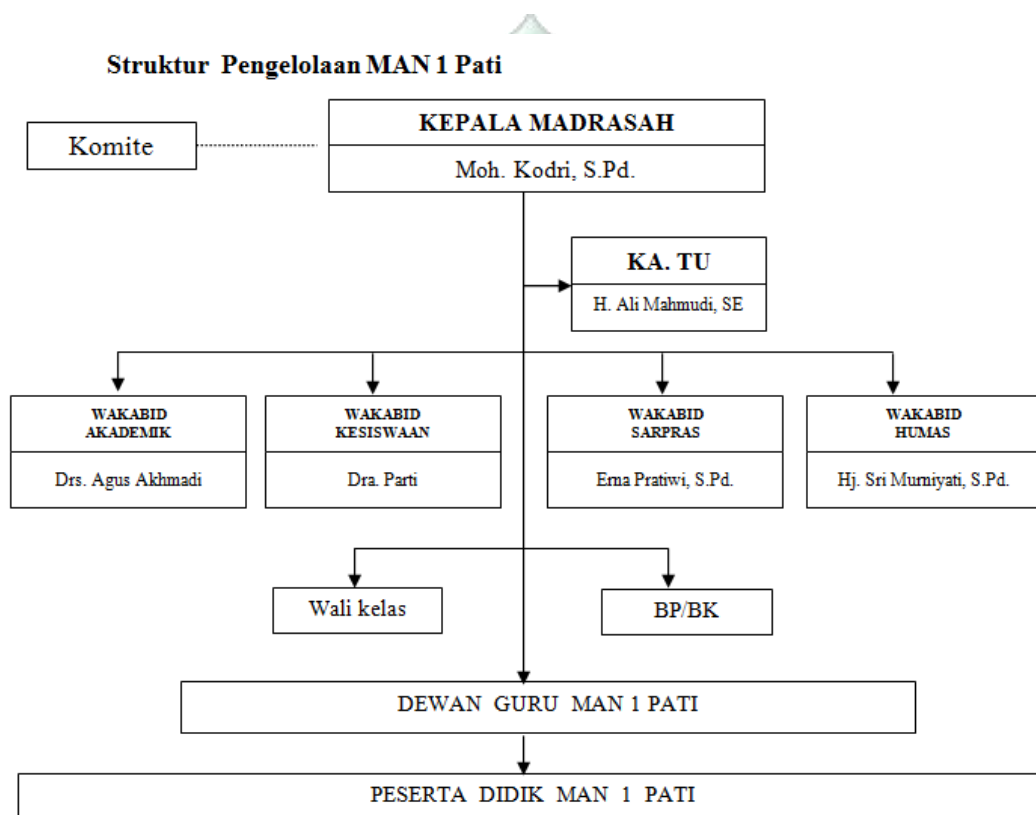 Struktur Pengelolaan MAN 1 Pati
KEPALA MADRASAH
Komite
Moh. Kodri, S.Pd.
KA. TU
H. Ali Mahmudi, SE
WAKABID
AKADEMIK
Drs. Agus Akhmadi
WAKABID
KESISWAAN
Dra. Parti
WAKABID
SARPRAS
Erna Pratiwi, S.Pd.
WAKABID
HUMAS
Hj. Sri Murniyati, S.Pd.
Wali kelas
BP/BK
DEWAN GURU MAN 1 PATI
PESERTA DIDIK MAN 1 PATI